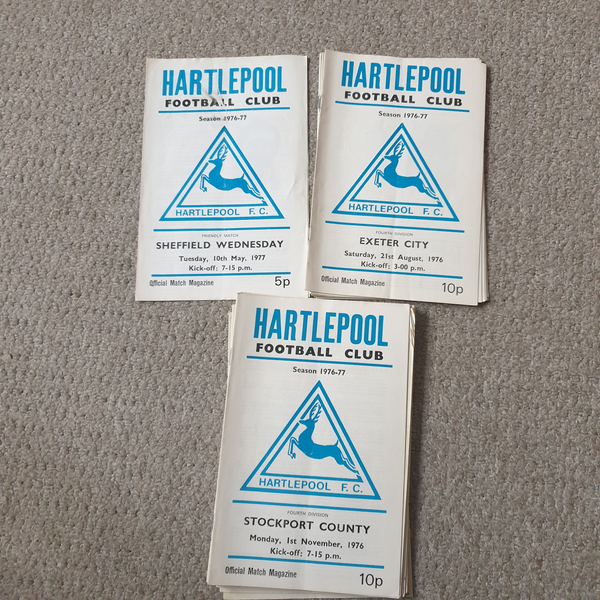 HARTLEPOOL
FOOTBALL CLUB
Season 1976-77
HARTLEPOOL F.C.
FRIENDLY MATCH
SHEFFIELD WEDNESDAY
Tuesday, 10th May, 1977
Kick-off: 7-15 p.m.
Official Match Magazine
5p
HARTLEPOOL
FOOTBALL CLUB
Season 1976-77
HARTLEPOOL F.C.
FOURTH DIVISION
EXETER CITY
Saturday, 21st August, 1976
Kick-off: 3-00 p.m.
Official Match Magazine
10p
HARTLEPOOL
FOOTBALL CLUB
Season 1976-77
HARTLEPOOL F.C.
FOURTH DIVISION
STOCKPORT COUNTY
Monday, 1st November, 1976
Kick-off: 7-15 p.m.
Official Match Magazine
10p